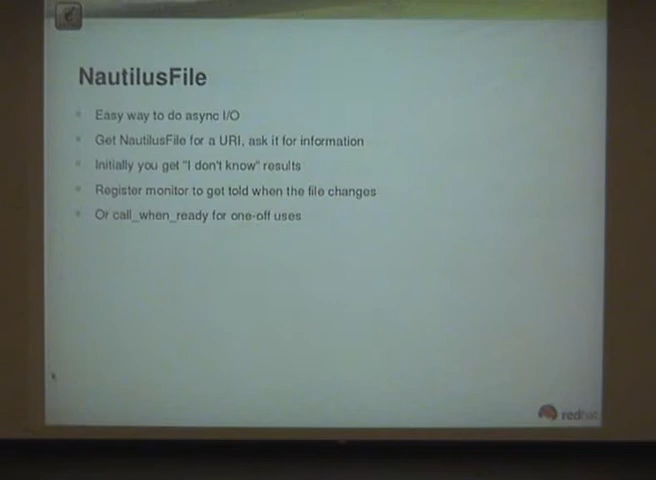 NautilusFile
Easy way to do async I/O
Get NautilusFile for a URI, ask it for information
Initially you get "I don't know" results
Register monitor to get told when the file changes
Or call_when_ready for one-off uses
redhat